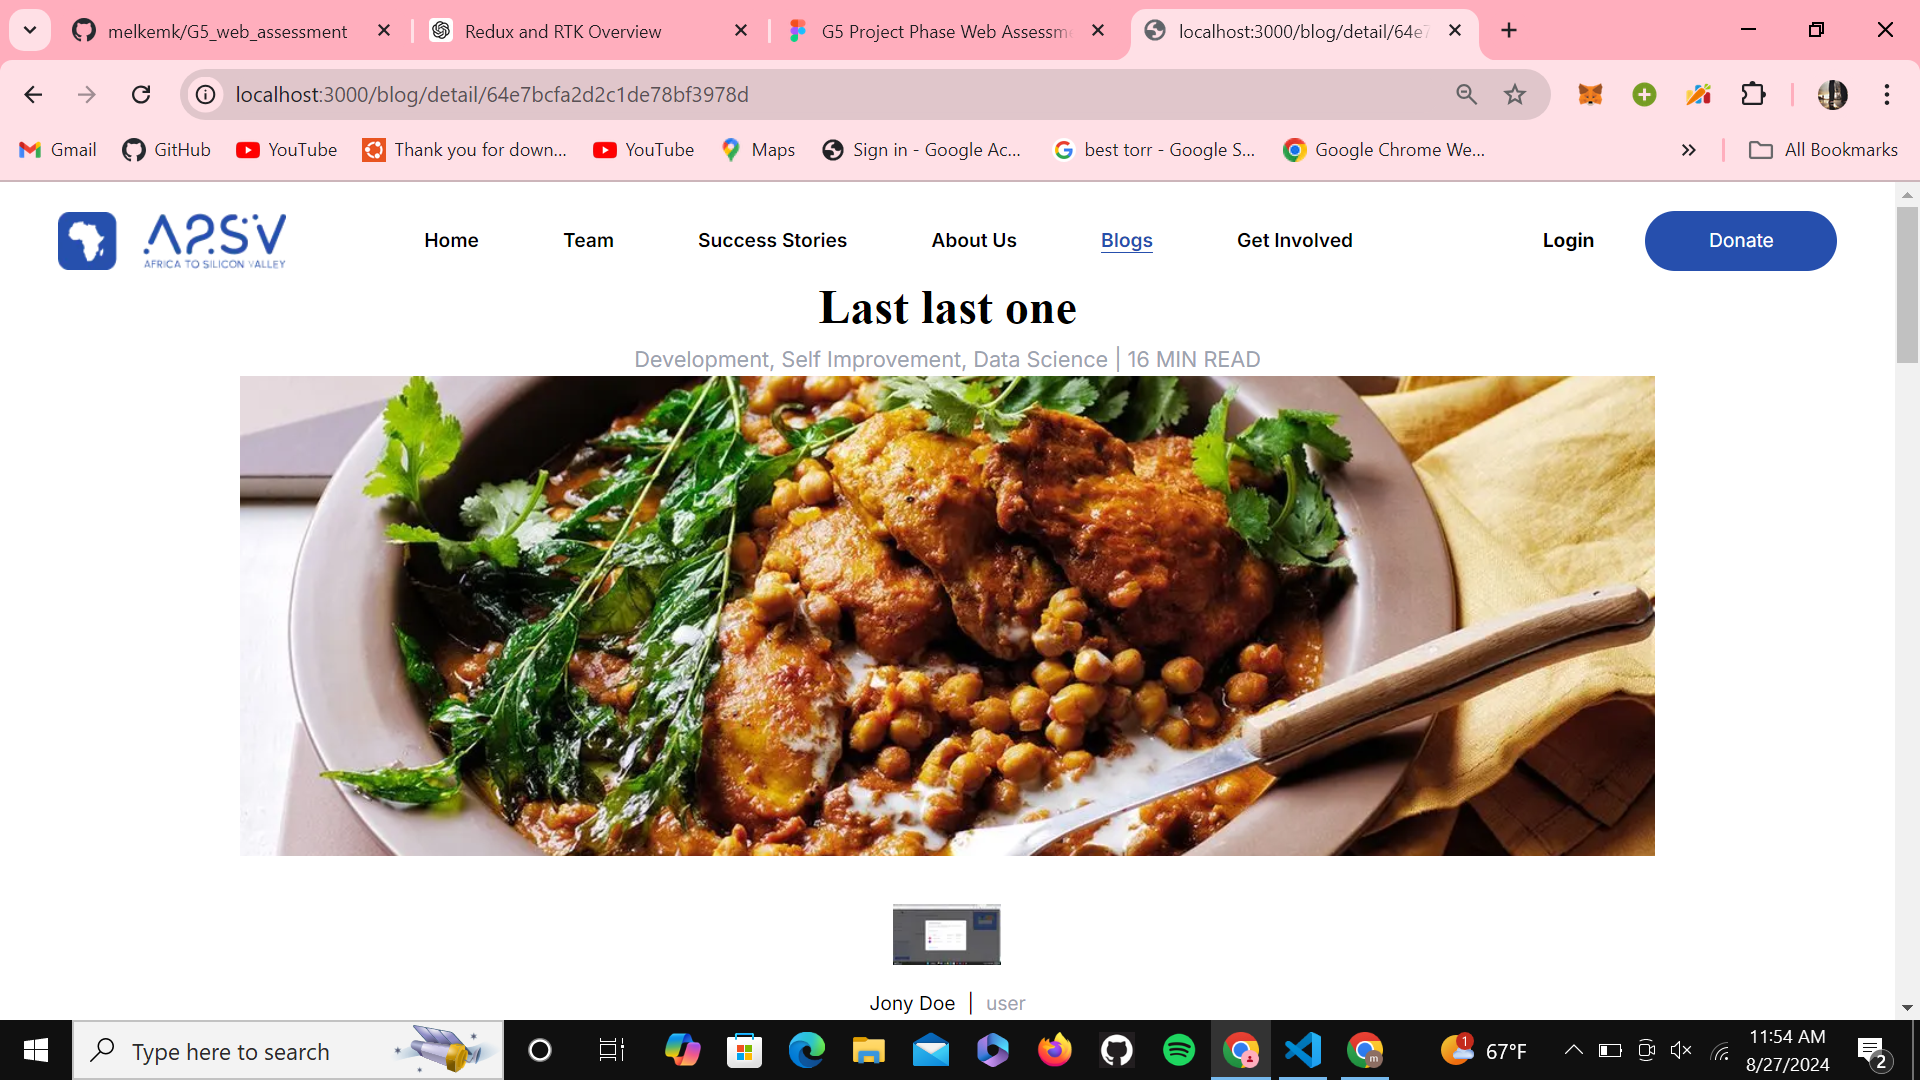 melkemk/G5_web_assessment
Redux and RTK Overview
G5 Project Phase Web Assessm
localhost:3000/blog/detail/64e7
localhost:3000/blog/detail/64e7bcfa2d2c1de78bf3978d
Gmail
GitHub
YouTube
Thank you for down...
YouTube
Maps
Sign in - Google Ac...
best torr - Google S...
Google Chrome We...
All Bookmarks
A2SV
AFRICA TO SILICON VALLEY
Home
Team
Success Stories
About Us
Blogs
Get Involved
Login
Donate
Last last one
Development, Self Improvement, Data Science | 16 MIN READ
Jony Doe | user
Type here to search
1
67°F
11:54 AM
8/27/2024
2